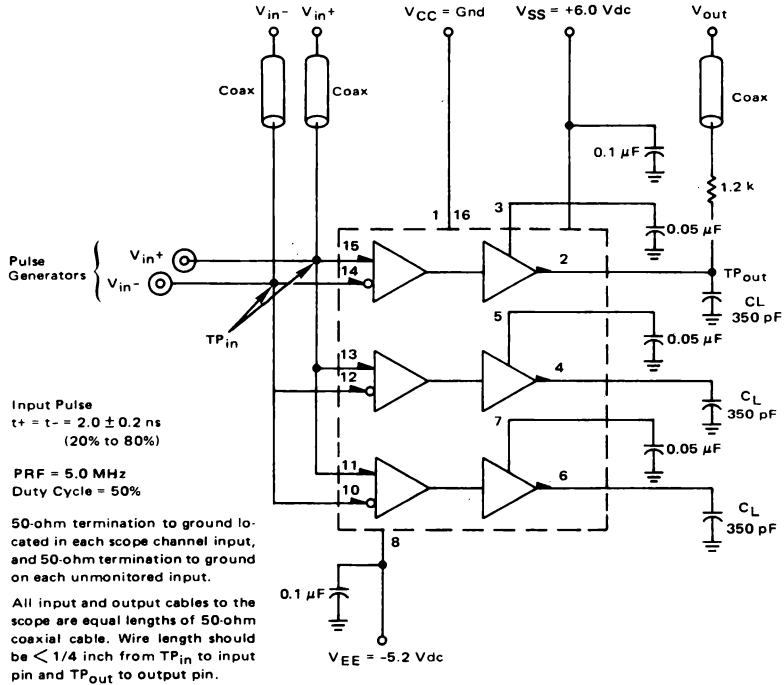 Vin- Vin+ VCC = Gnd VSS = +6.0 Vdc Vout
Coax Coax Coax
0.1 µF
1.2 k
1 16 3
0.05 µF
Pulse
Generators
Vin+
Vin-
15 2
14
TPout
CL
350 pF
TPin
5
0.05 µF
13 4
12
CL
350 pF
7
0.05 µF
11 6
10
CL
350 pF
8
0.1 µF
VEE = -5.2 Vdc
Input Pulse
t+ = t- = 2.0 ± 0.2 ns
(20% to 80%)
PRF = 5.0 MHz
Duty Cycle = 50%
50-ohm termination to ground lo-
cated in each scope channel input,
and 50-ohm termination to ground
on each unmonitored input.
All input and output cables to the
scope are equal lengths of 50-ohm
coaxial cable. Wire length should
be < 1/4 inch from TPin to input
pin and TPout to output pin.